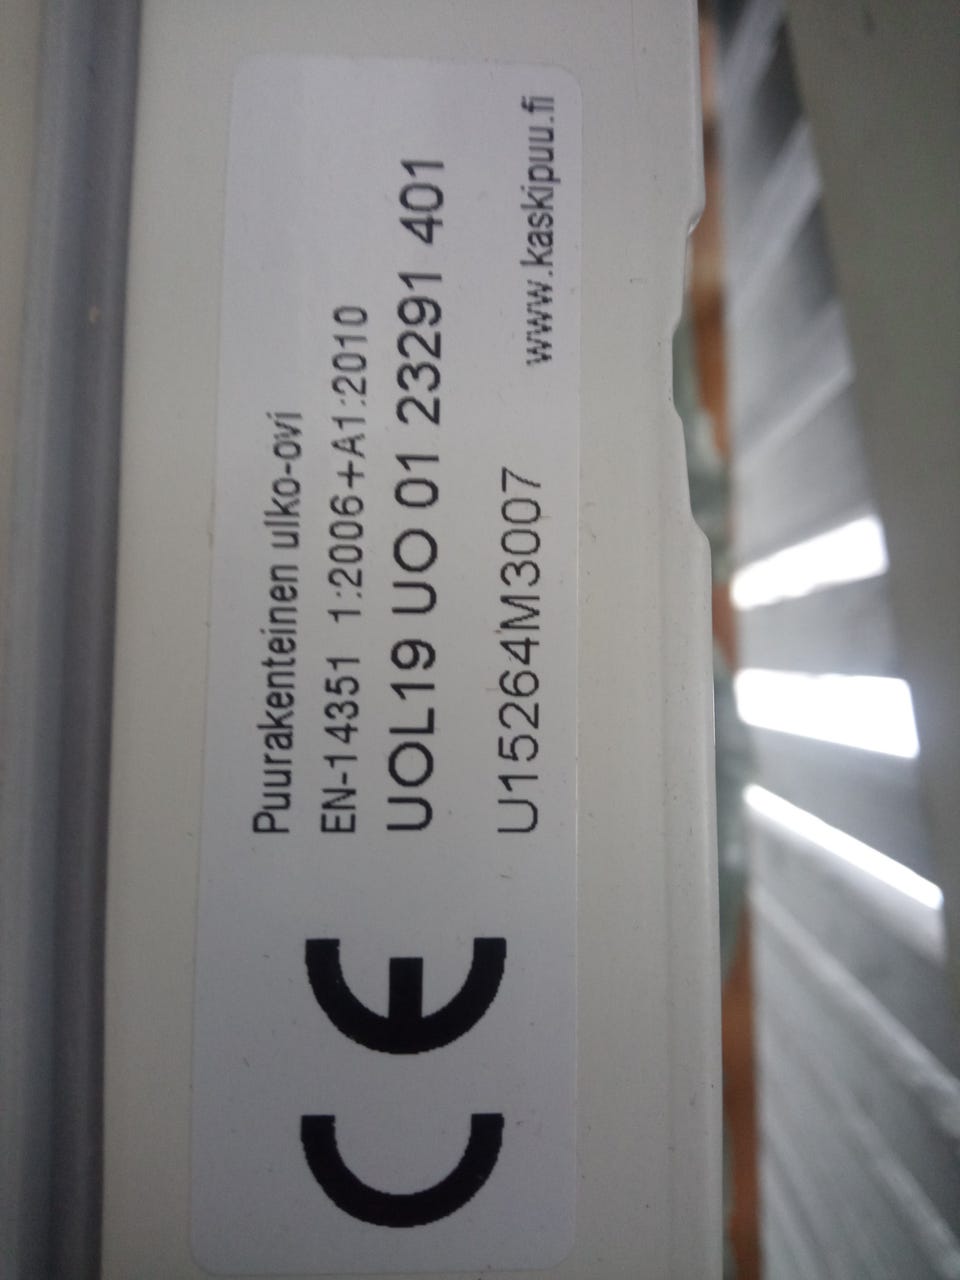 CE
Puurakenteinen ulko-ovi
EN-14351 1:2006+A1:2010
UOL19 UO 01 23291 401
U15264M3007
www.kaskipuu.fi